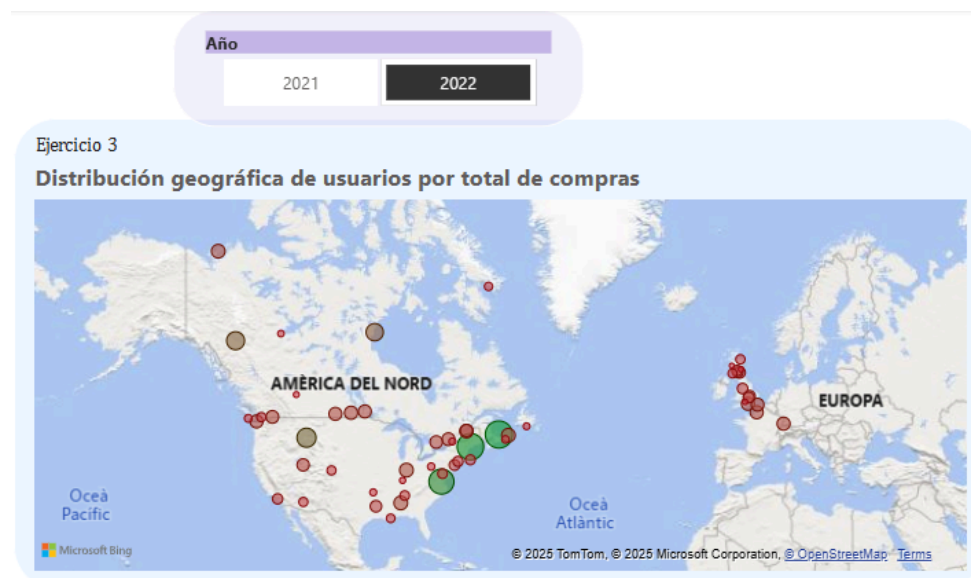 Año
2021
2022
Ejercicio 3
Distribución geográfica de usuarios por total de compras
AMÈRICA DEL NORD
EUROPA
Oceà
Pacífic
Oceà
Atlàntic
Microsoft Bing
© 2025 TomTom, © 2025 Microsoft Corporation, © OpenStreetMap Terms